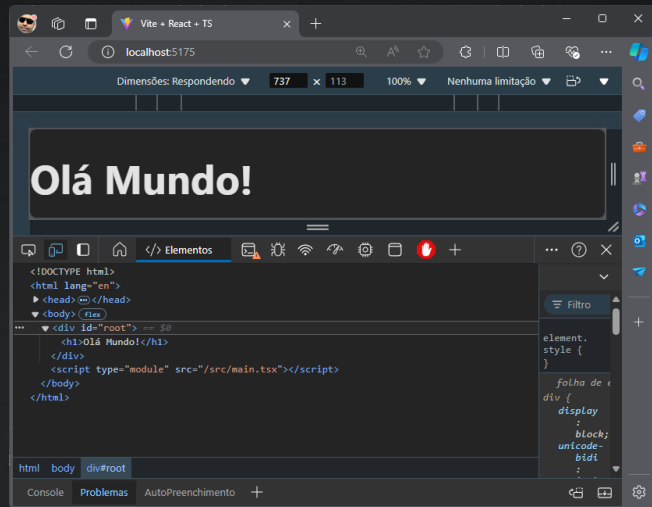 Vite + React + TS
localhost:5175
Dimensões: Respondendo 737 × 113 100% Nenhuma limitação
Olá Mundo!
</> Elementos
<!DOCTYPE html>
<html lang="en">
<head> ••• </head>
<body> flex
••• <div id="root"> == $0
<h1>Olá Mundo!</h1>
</div>
<script type="module" src="/src/main.tsx"></script>
</body>
</html>
Filtro
element.
style {
}
folha de
div {
display
:
block;
unicode-
bidi
:
html body div#root
Console Problemas AutoPreenchimento